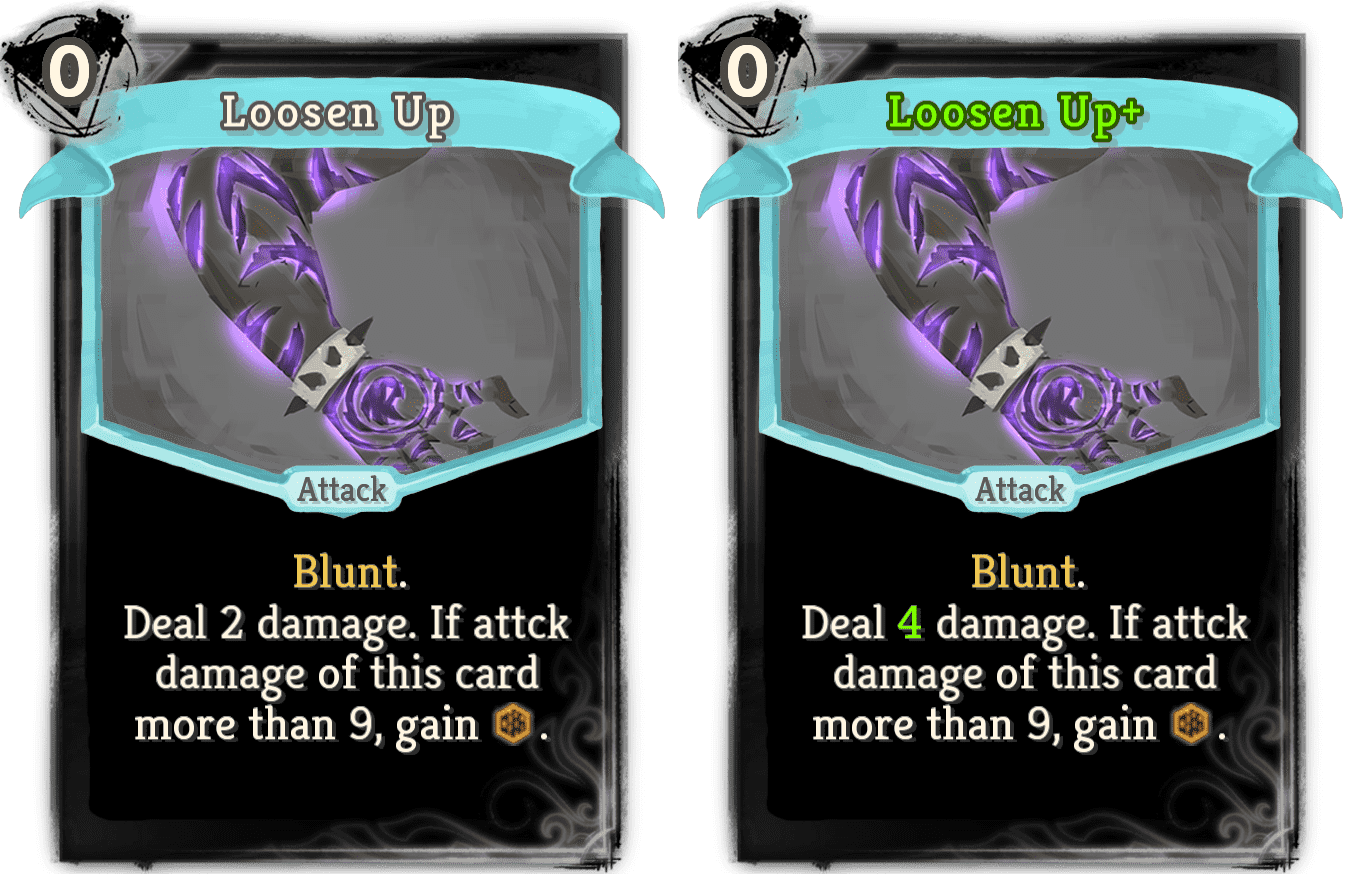 0
Loosen Up
Attack
Blunt.
Deal 2 damage. If attck
damage of this card
more than 9, gain .
0
Loosen Up+
Attack
Blunt.
Deal 4 damage. If attck
damage of this card
more than 9, gain .